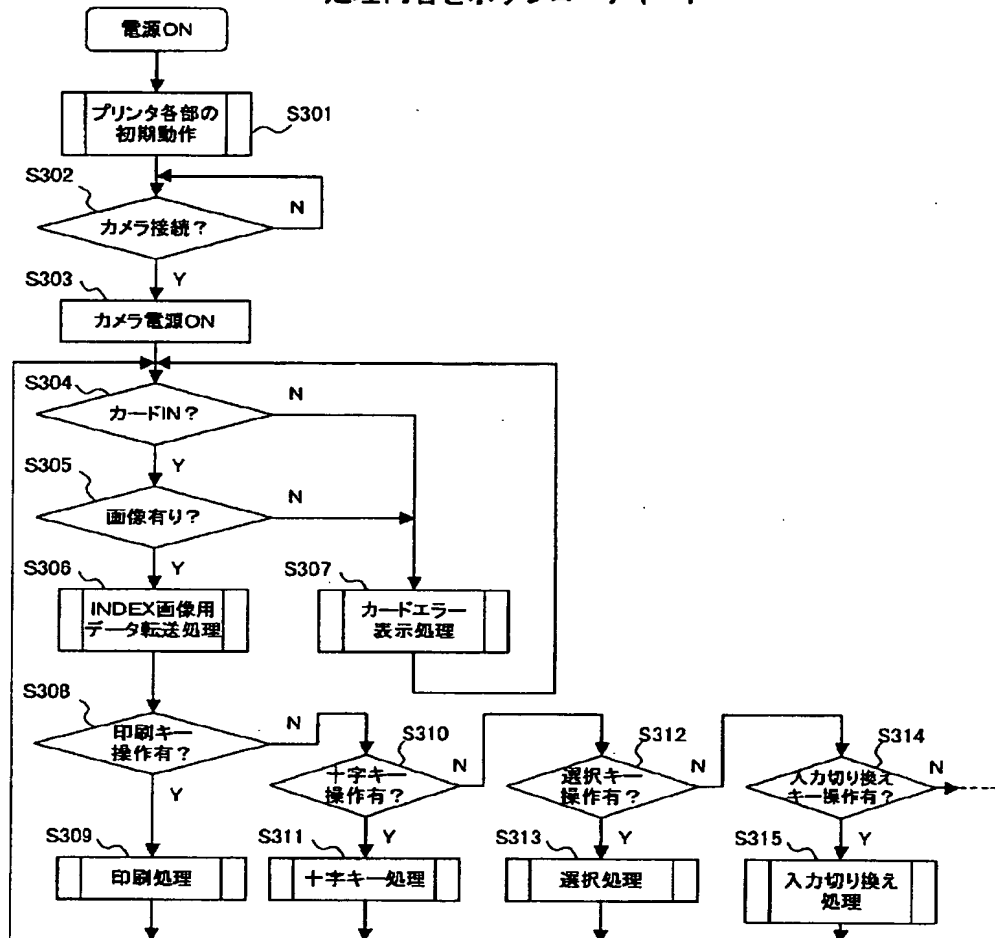 電源ON
プリンタ各部の
初期動作
S301
S302
カメラ接続?
N
Y
S303
カメラ電源ON
S304
カードIN?
N
Y
S305
画像有り?
N
Y
S306
INDEX画像用
データ転送処理
S307
カードエラー
表示処理
S308
印刷キー
操作有?
N
Y
S310
十字キー
操作有?
N
Y
S312
選択キー
操作有?
N
Y
S314
入力切り換え
キー操作有?
N
Y
S309
印刷処理
S311
十字キー処理
S313
選択処理
S315
入力切り換え
処理